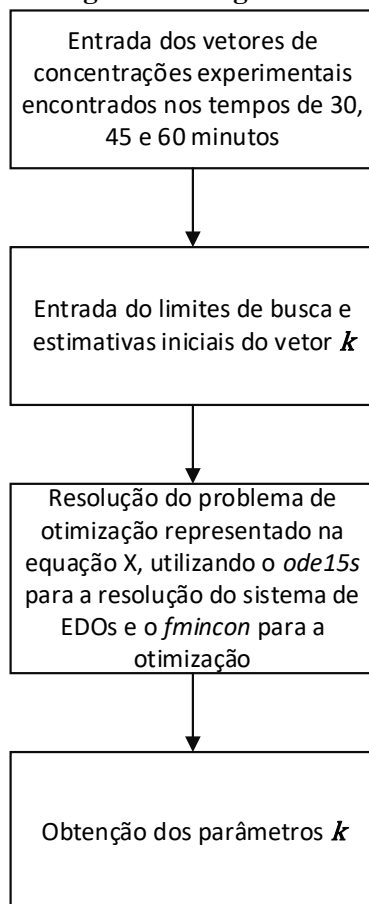 Entrada dos vetores de
concentrações experimentais
encontrados nos tempos de 30,
45 e 60 minutos
Entrada do limites de busca e
estimativas iniciais do vetor k
Resolução do problema de
otimização representado na
equação X, utilizando o ode15s
para a resolução do sistema de
EDOs e o fmincon para a
otimização
Obtenção dos parâmetros k